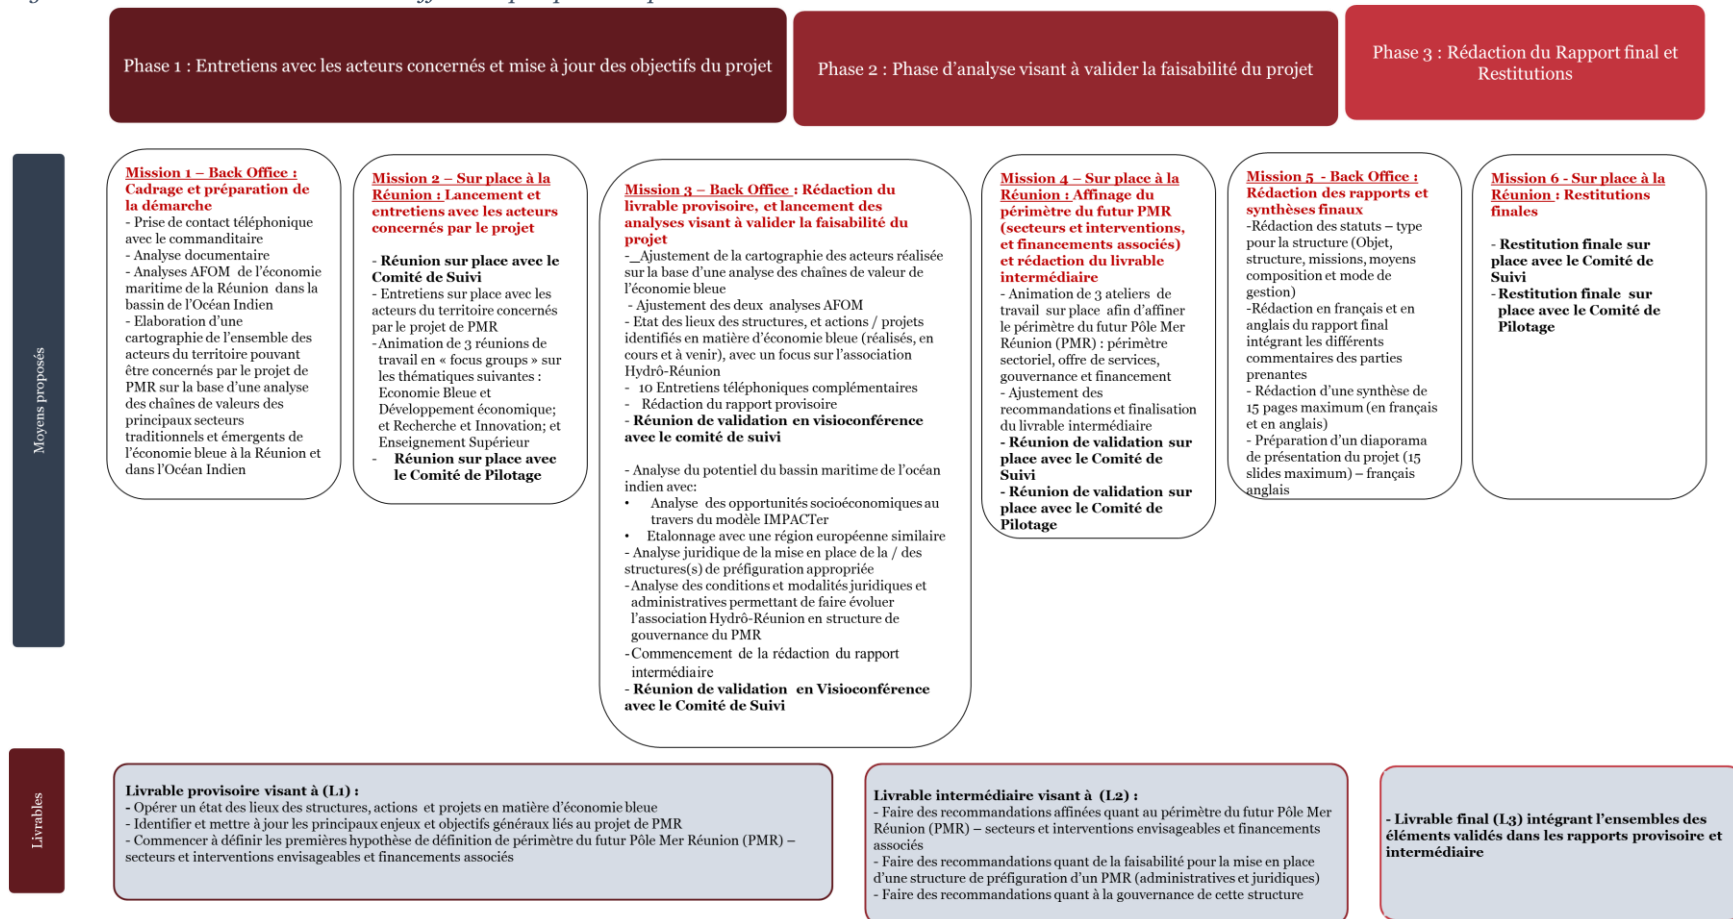 Phase 1 : Entretiens avec les acteurs concernés et mise à jour des objectifs du projet
Phase 2 : Phase d'analyse visant à valider la faisabilité du projet
Phase 3 : Rédaction du Rapport final et
Restitutions
Moyens proposés
Mission 1 – Back Office :
Cadrage et préparation de
la démarche
- Prise de contact téléphonique
avec le commanditaire
- Analyse documentaire
- Analyses AFOM de l'économie
maritime de la Réunion dans la
bassin de l'Océan Indien
- Elaboration d'une
cartographie de l'ensemble des
acteurs du territoire pouvant
être concernés par le projet de
PMR sur la base d'une analyse
des chaînes de valeurs des
principaux secteurs
traditionnels et émergents de
l'économie bleue à la Réunion et
dans l'Océan Indien
Mission 2 – Sur place à la
Réunion : Lancement et
entretiens avec les acteurs
concernés par le projet
- Réunion sur place avec le
Comité de Suivi
- Entretiens sur place avec les
acteurs du territoire concernés
par le projet de PMR
- Animation de 3 réunions de
travail en « focus groups » sur
les thématiques suivantes :
Economie Bleue et
Développement économique;
et Recherche et Innovation; et
Enseignement Supérieur
- Réunion sur place avec
le Comité de Pilotage
Mission 3 – Back Office : Rédaction du
livrable provisoire, et lancement des
analyses visant à valider la faisabilité du
projet
-_Ajustement de la cartographie des acteurs réalisée
sur la base d'une analyse des chaînes de valeur de
l'économie bleue
- Ajustement des deux analyses AFOM
- Etat des lieux des structures, et actions / projets
identifiés en matière d'économie bleue (réalisés, en
cours et à venir), avec un focus sur l'association
Hydrô-Réunion
- 10 Entretiens téléphoniques complémentaires
- Rédaction du rapport provisoire
- Réunion de validation en visioconférence
avec le comité de suivi
- Analyse du potentiel du bassin maritime de l'océan
indien avec:
• Analyse des opportunités socioéconomiques au
travers du modèle IMPACTer
• Etalonnage avec une région européenne similaire
- Analyse juridique de la mise en place de la / des
structures(s) de préfiguration appropriée
- Analyse des conditions et modalités juridiques et
administratives permettant de faire évoluer
l'association Hydrô-Réunion en structure de
gouvernance du PMR
- Commencement de la rédaction du rapport
intermédiaire
- Réunion de validation en Visioconférence
avec le Comité de Suivi
Mission 4 – Sur place à la
Réunion : Affinage du
périmètre du futur PMR
(secteurs et interventions,
et financements associés)
et rédaction du livrable
intermédiaire
- Animation de 3 ateliers de
travail sur place afin d'affiner
le périmètre du futur Pôle Mer
Réunion (PMR) : périmètre
sectoriel, offre de services,
gouvernance et financement
- Ajustement des
recommandations et finalisation
du livrable intermédiaire
- Réunion de validation sur
place avec le Comité de
Suivi
- Réunion de validation sur
place avec le Comité de
Pilotage
Mission 5 - Back Office :
Rédaction des rapports et
synthèses finaux
-Rédaction des statuts – type
pour la structure (Objet,
structure, missions, moyens
composition et mode de
gestion)
-Rédaction en français et en
anglais du rapport final
intégrant les différents
commentaires des parties
prenantes
- Rédaction d'une synthèse de
15 pages maximum (en français
et en anglais)
- Préparation d'un diaporama
de présentation du projet (15
slides maximum) – français
anglais
Mission 6 - Sur place à la
Réunion : Restitutions
finales
- Restitution finale sur
place avec le Comité de
Suivi
- Restitution finale sur
place avec le Comité de
Pilotage
Livrables
Livrable provisoire visant à (L1) :
- Opérer un état des lieux des structures, actions et projets en matière d'économie bleue
- Identifier et mettre à jour les principaux enjeux et objectifs généraux liés au projet de PMR
- Commencer à définir les premières hypothèse de définition de périmètre du futur Pôle Mer Réunion (PMR) –
secteurs et interventions envisageables et financements associés
Livrable intermédiaire visant à (L2) :
- Faire des recommandations affinées quant au périmètre du futur Pôle Mer
Réunion (PMR) – secteurs et interventions envisageables et financements
associés
- Faire des recommandations quant de la faisabilité pour la mise en place
d'une structure de préfiguration d'un PMR (administratives et juridiques)
- Faire des recommandations quant à la gouvernance de cette structure
- Livrable final (L3) intégrant l'ensembles des
éléments validés dans les rapports provisoire et
intermédiaire